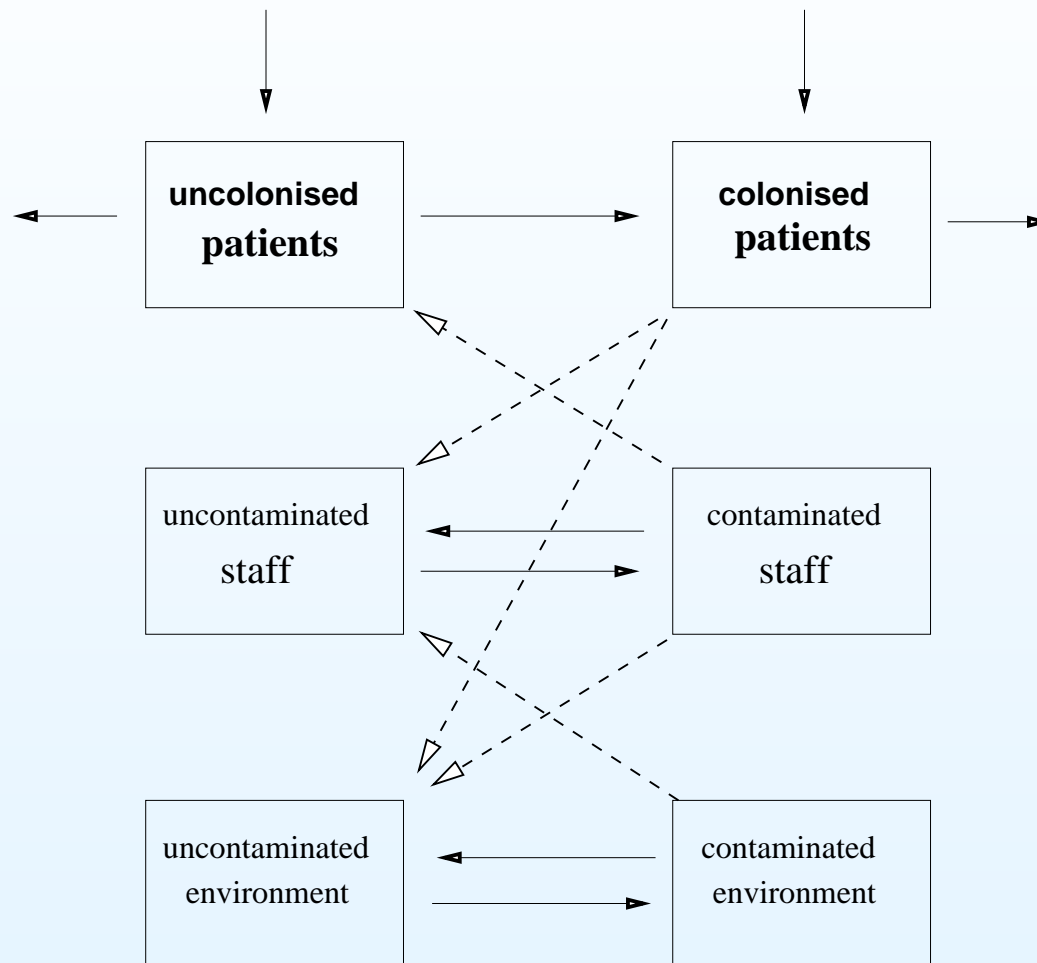 uncolonised
patients
colonised
patients
uncontaminated
staff
contaminated
staff
uncontaminated
environment
contaminated
environment